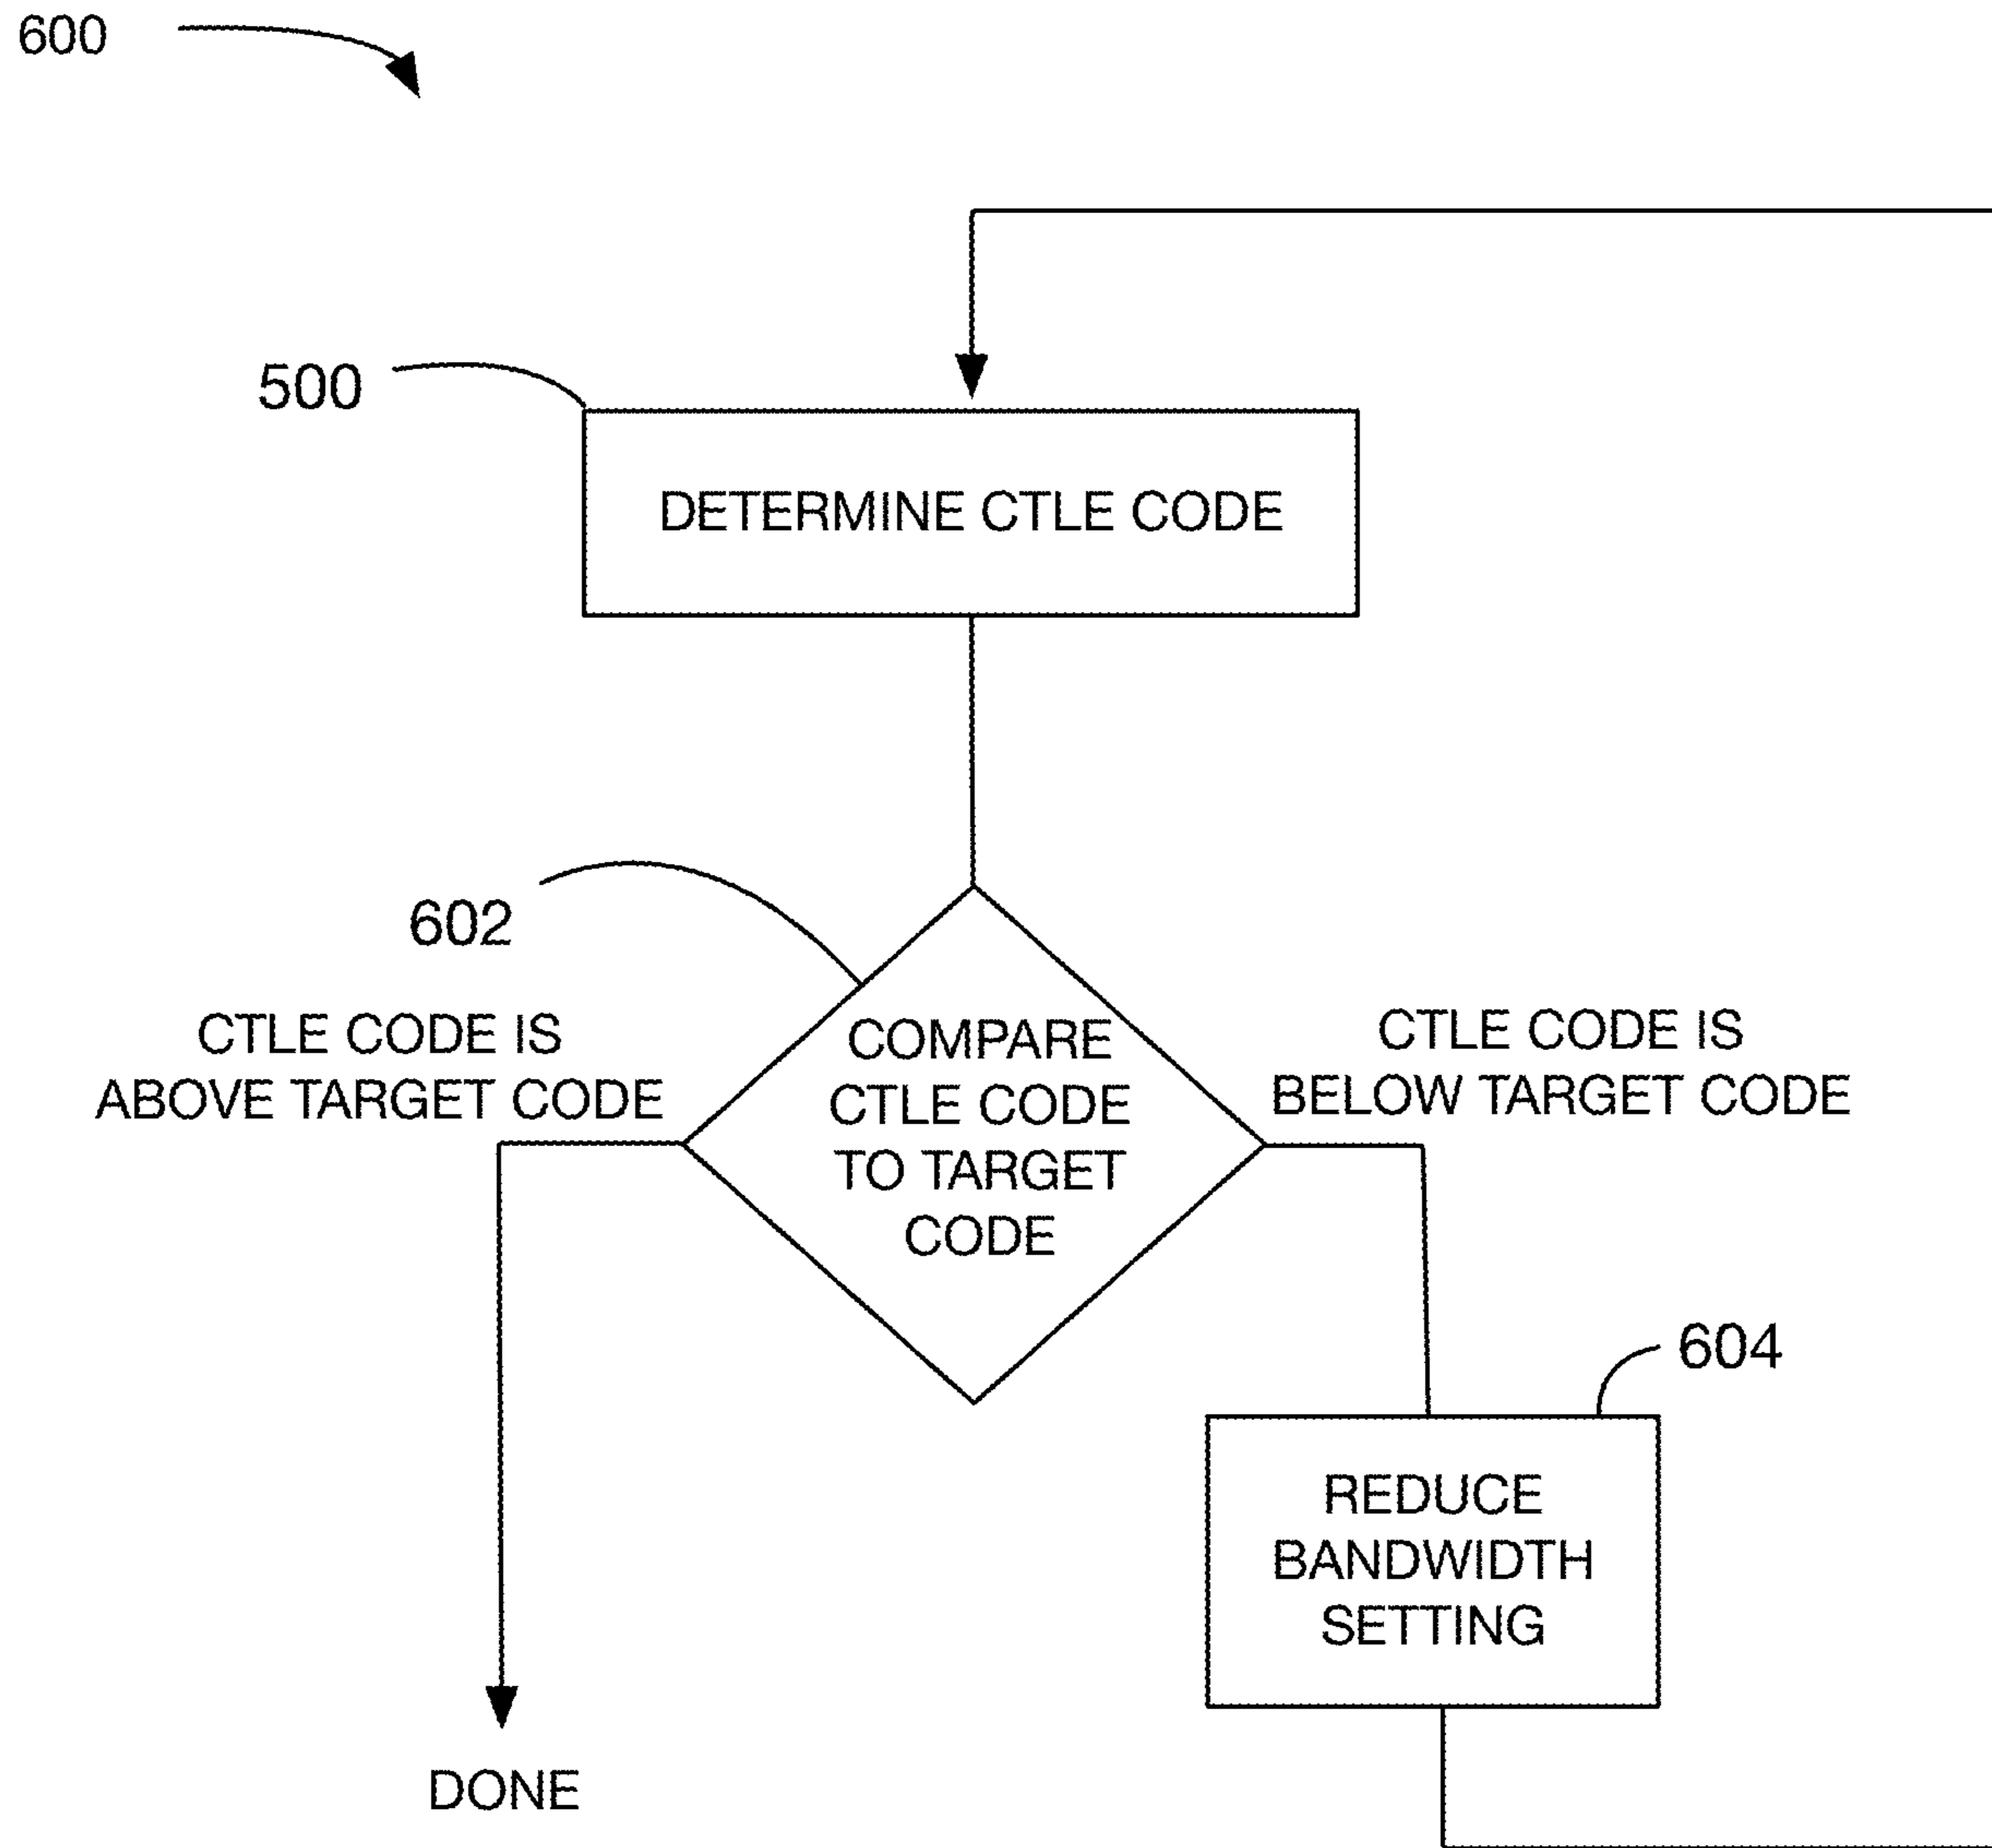 600
500
DETERMINE CTLE CODE
602
CTLE CODE IS
ABOVE TARGET CODE
COMPARE
CTLE CODE
TO TARGET
CODE
CTLE CODE IS
BELOW TARGET CODE
604
REDUCE
BANDWIDTH
SETTING
DONE